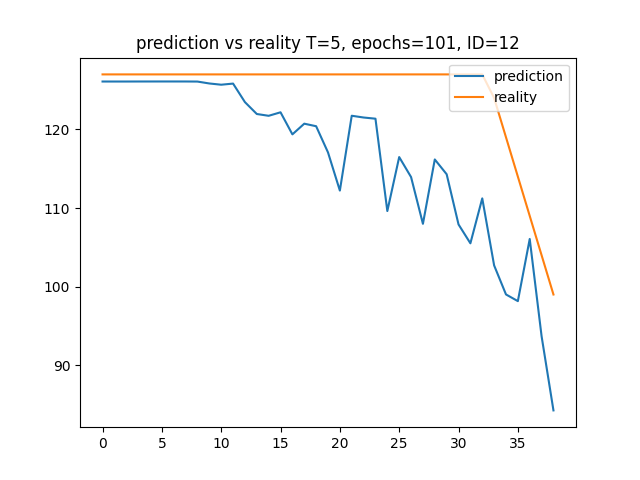 prediction vs reality T=5, epochs=101, ID=12
prediction
reality
120
110
100
90
0 5 10 15 20 25 30 35